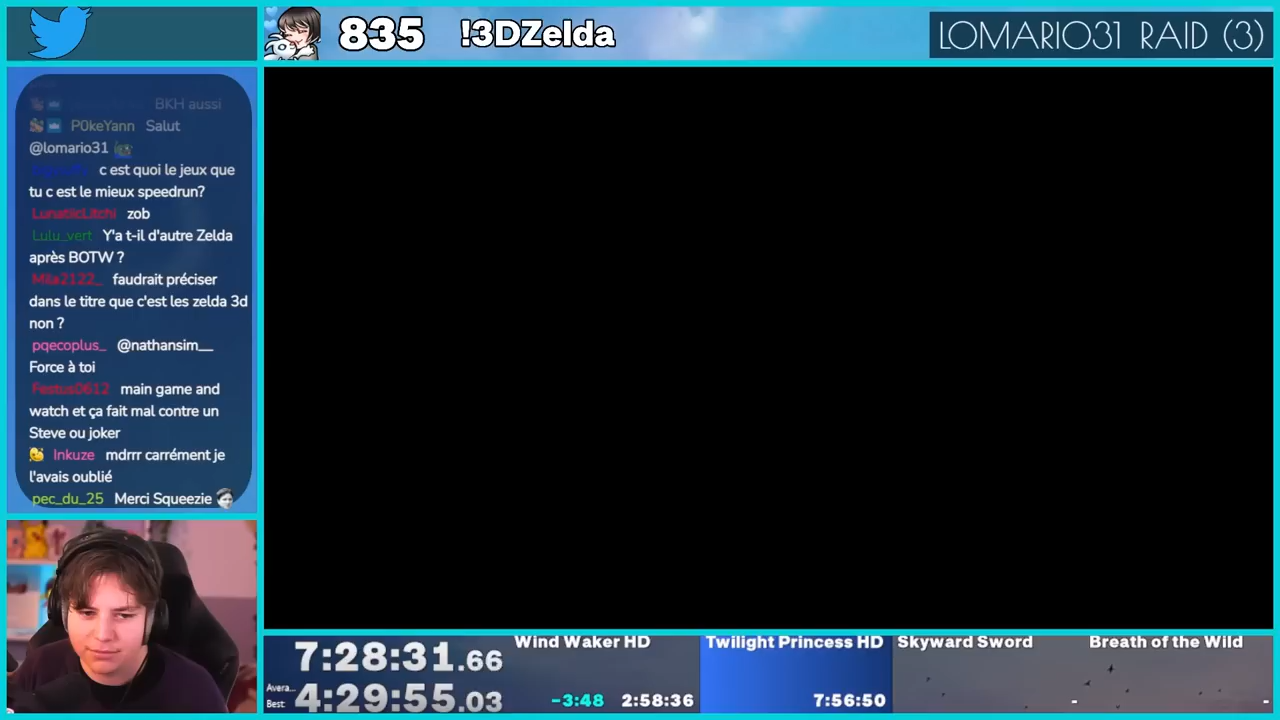 835 !3DZelda
LOMARIO31 RAID (3)
BKH aussi
P0keYann Salut
@lomario31
c est quoi le jeux que
tu c est le mieux speedrun?
LunatiicLitchi zob
Lulu_vert Y'a t-il d'autre Zelda
après BOTW ?
Mila2122_ faudrait préciser
dans le titre que c'est les zelda 3d
non ?
pqecoplus_ @nathansim__
Force à toi
Festus0612 main game and
watch et ça fait mal contre un
Steve ou joker
Inkuze mdrrr carrément je
l'avais oublié
pec_du_25 Merci Squeezie
7:28:31.66
Avera...
Best: 4:29:55.03
Wind Waker HD
-3:48 2:58:36
Twilight Princess HD
7:56:50
Skyward Sword
-
Breath of the Wild
-